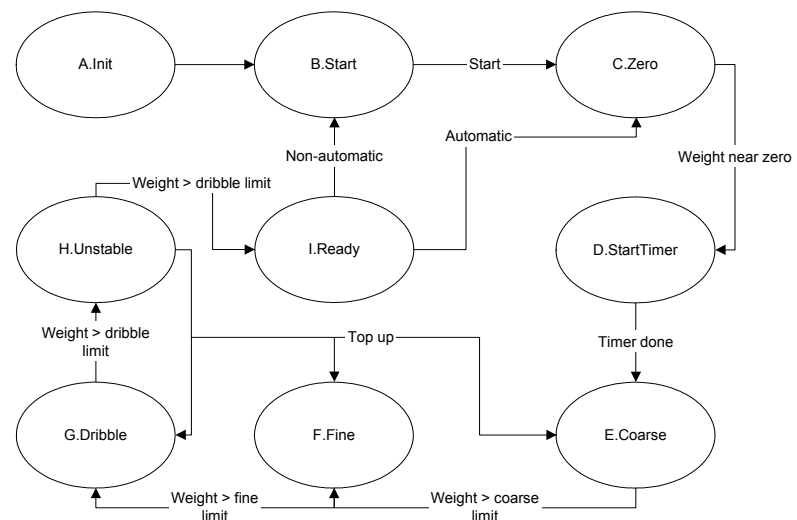 A.Init
B.Start
Start
C.Zero
Automatic
Non-automatic
Weight near zero
Weight > dribble limit
H.Unstable
I.Ready
D.StartTimer
Weight > dribble
limit
Top up
Timer done
G.Dribble
F.Fine
E.Coarse
Weight > fine
limit
Weight > coarse
limit